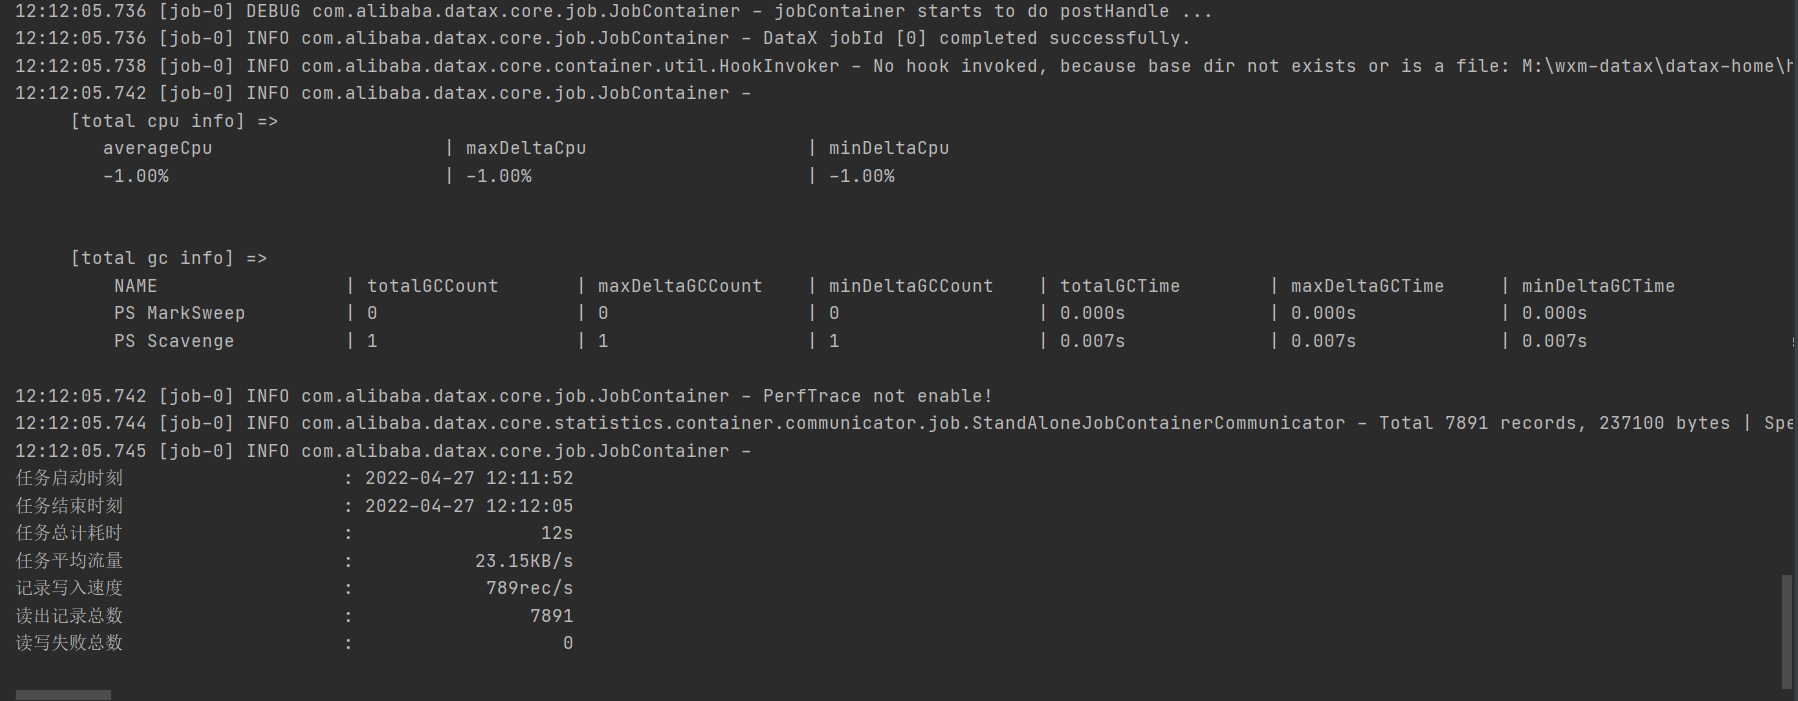 12:12:05.736 [job-0] DEBUG com.alibaba.datax.core.job.JobContainer - jobContainer starts to do postHandle ...
12:12:05.736 [job-0] INFO com.alibaba.datax.core.job.JobContainer - DataX jobId [0] completed successfully.
12:12:05.738 [job-0] INFO com.alibaba.datax.core.container.util.HookInvoker - No hook invoked, because base dir not exists or is a file: M:\wxm-datax\datax-home\h
12:12:05.742 [job-0] INFO com.alibaba.datax.core.job.JobContainer -
[total cpu info] =>
averageCpu | maxDeltaCpu | minDeltaCpu
-1.00% | -1.00% | -1.00%
[total gc info] =>
NAME | totalGCCount | maxDeltaGCCount | minDeltaGCCount | totalGCTime | maxDeltaGCTime | minDeltaGCTime
PS MarkSweep | 0 | 0 | 0 | 0.000s | 0.000s | 0.000s
PS Scavenge | 1 | 1 | 1 | 0.007s | 0.007s | 0.007s
12:12:05.742 [job-0] INFO com.alibaba.datax.core.job.JobContainer - PerfTrace not enable!
12:12:05.744 [job-0] INFO com.alibaba.datax.core.statistics.container.communicator.job.StandAloneJobContainerCommunicator - Total 7891 records, 237100 bytes | Spe
12:12:05.745 [job-0] INFO com.alibaba.datax.core.job.JobContainer -
任务启动时刻 : 2022-04-27 12:11:52
任务结束时刻 : 2022-04-27 12:12:05
任务总计耗时 : 12s
任务平均流量 : 23.15KB/s
记录写入速度 : 789rec/s
读出记录总数 : 7891
读写失败总数 : 0